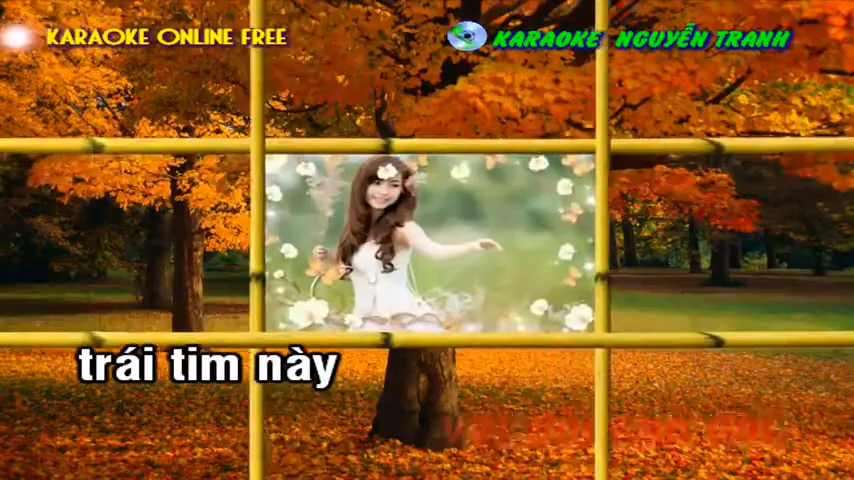 KARAOKE ONLINE FREE
KARAOKE NGUYỄN TRANH
trái tim này